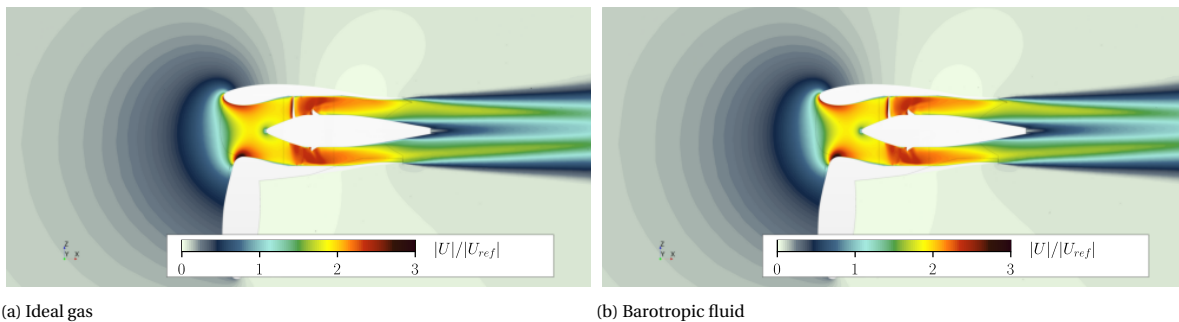 Z
Y X
|U|/|U_ref|
0 1 2 3
(a) Ideal gas
Z
Y X
|U|/|U_ref|
0 1 2 3
(b) Barotropic fluid